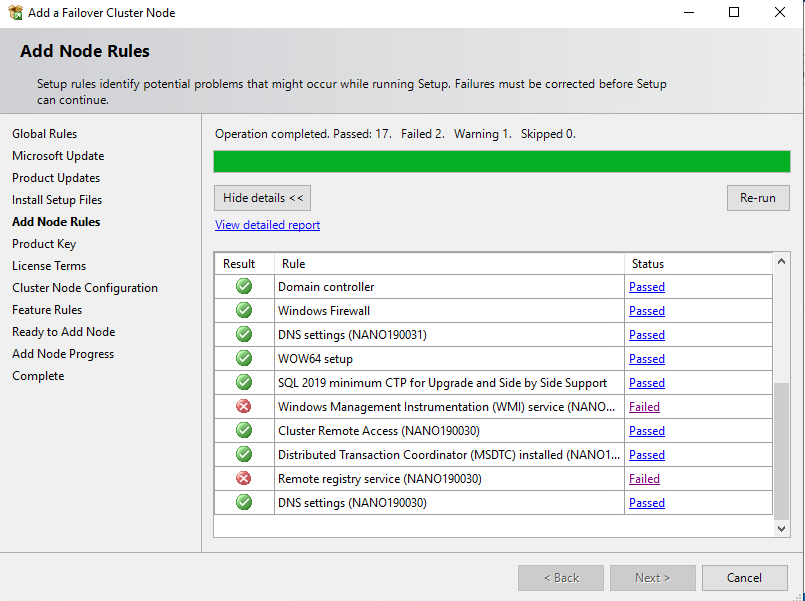 Add a Failover Cluster Node
Add Node Rules
Setup rules identify potential problems that might occur while running Setup. Failures must be corrected before Setup
can continue.
Global Rules
Microsoft Update
Product Updates
Install Setup Files
Add Node Rules
Product Key
License Terms
Cluster Node Configuration
Feature Rules
Ready to Add Node
Add Node Progress
Complete
Operation completed. Passed: 17. Failed 2. Warning 1. Skipped 0.
Hide details <<
Re-run
View detailed report
Result Rule Status
Domain controller Passed
Windows Firewall Passed
DNS settings (NANO190031) Passed
WOW64 setup Passed
SQL 2019 minimum CTP for Upgrade and Side by Side Support Passed
Windows Management Instrumentation (WMI) service (NANO... Failed
Cluster Remote Access (NANO190030) Passed
Distributed Transaction Coordinator (MSDTC) installed (NANO1... Passed
Remote registry service (NANO190030) Failed
DNS settings (NANO190030) Passed
< Back Next > Cancel